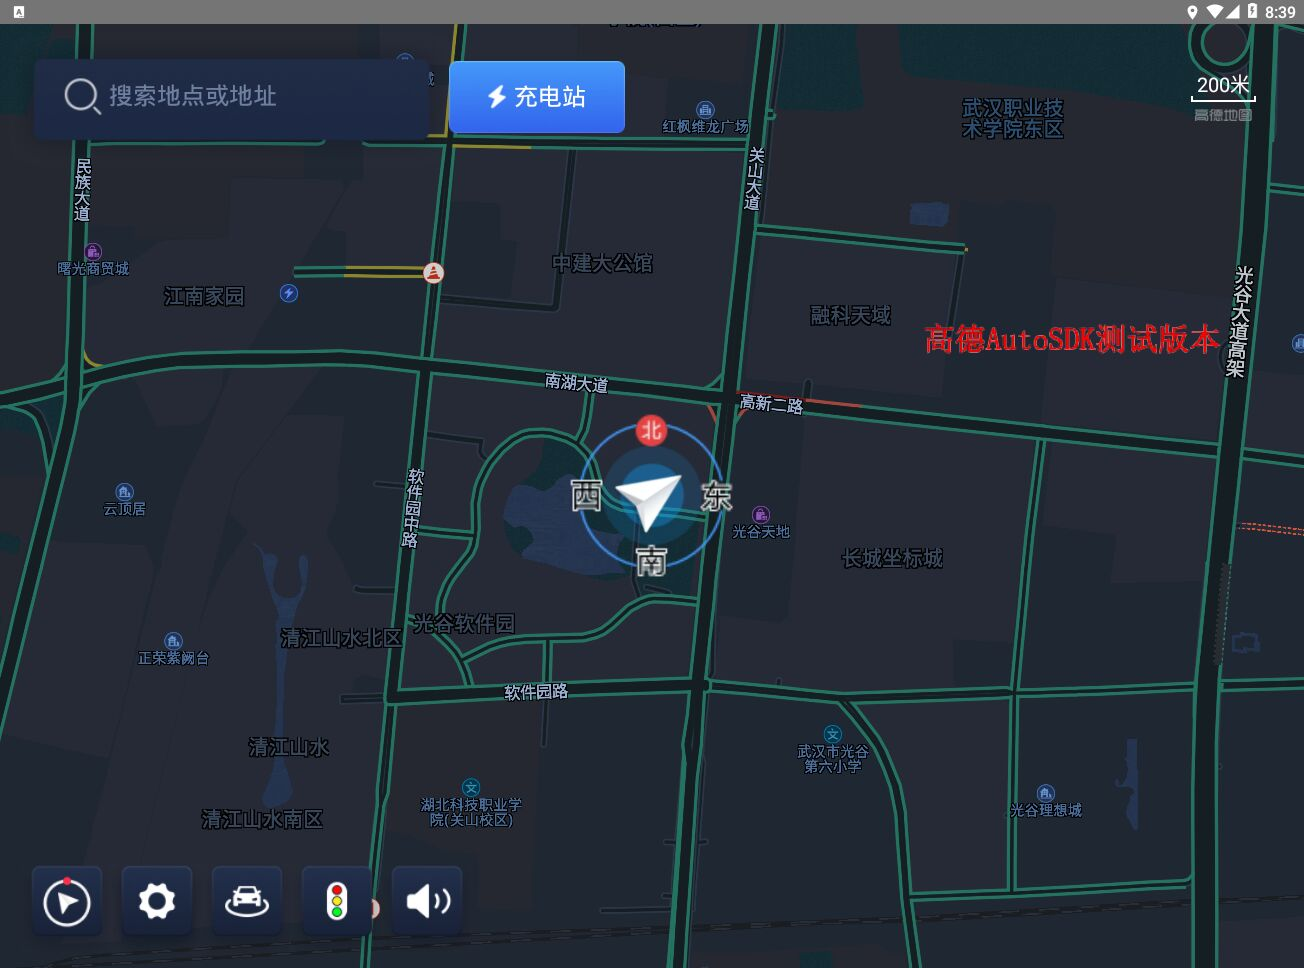 8:39
搜索地点或地址
充电站
200米
高德地图
红枫维龙广场
武汉职业技
术学院东区
民族大道
关山大道
曙光商贸城
江南家园
中建大公馆
融科天域
光谷大道高架
高德AutoSDK测试版本
南湖大道
高新二路
北
西
东
南
软件园中路
云顶居
光谷天地
长城坐标城
光谷软件园
清江山水北区
正荣紫阙台
软件园路
清江山水
武汉市光谷
第六小学
湖北科技职业学
院(关山校区)
光谷理想城
清江山水南区